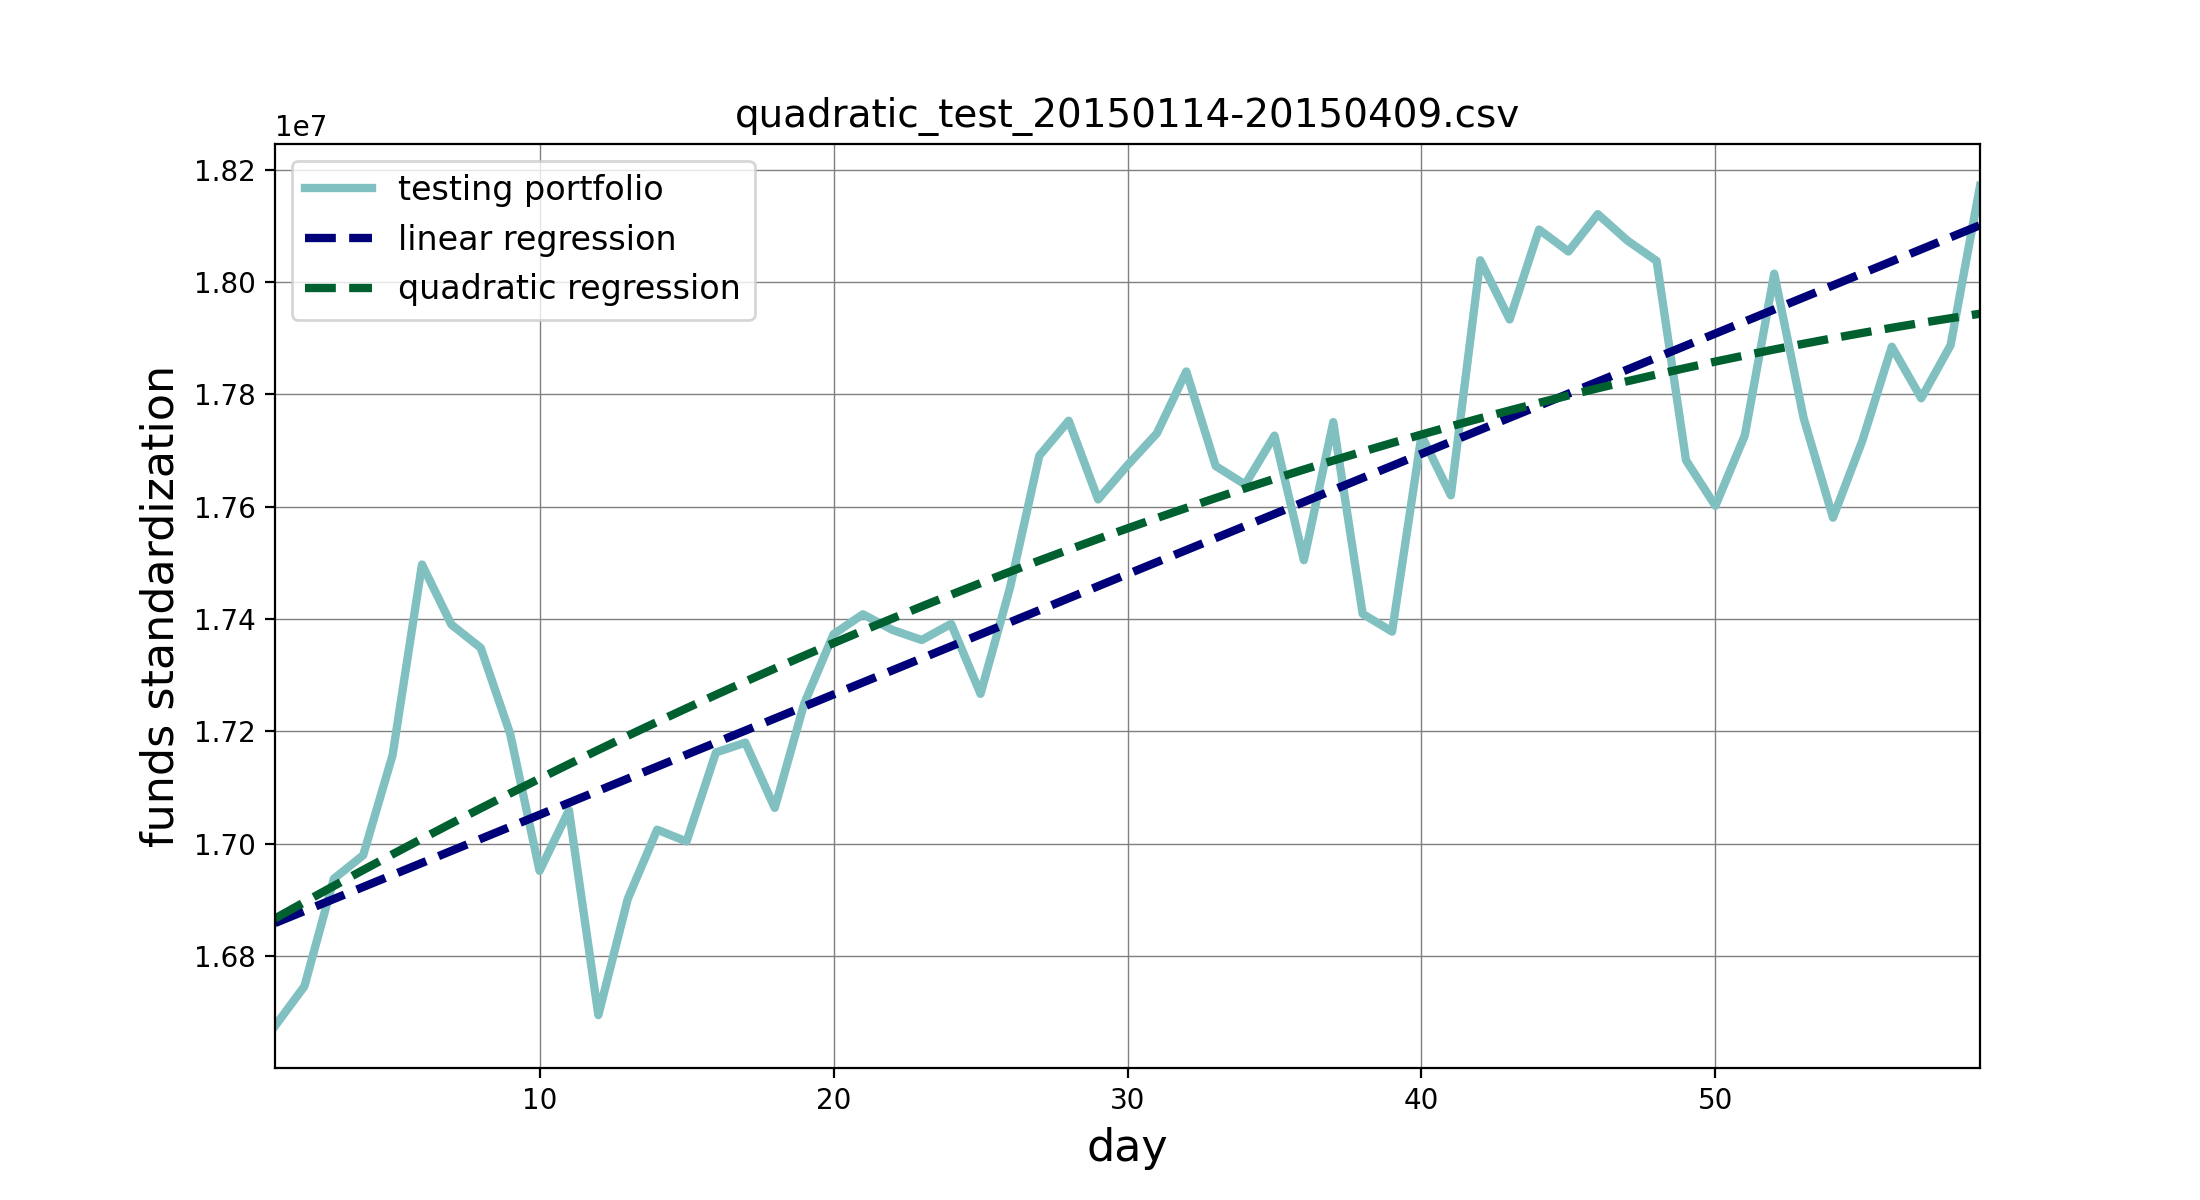 quadratic_test_20150114-20150409.csv
1e7
testing portfolio
linear regression
quadratic regression
1.82
1.80
1.78
1.76
1.74
1.72
1.70
1.68
funds standardization
10 20 30 40 50
day